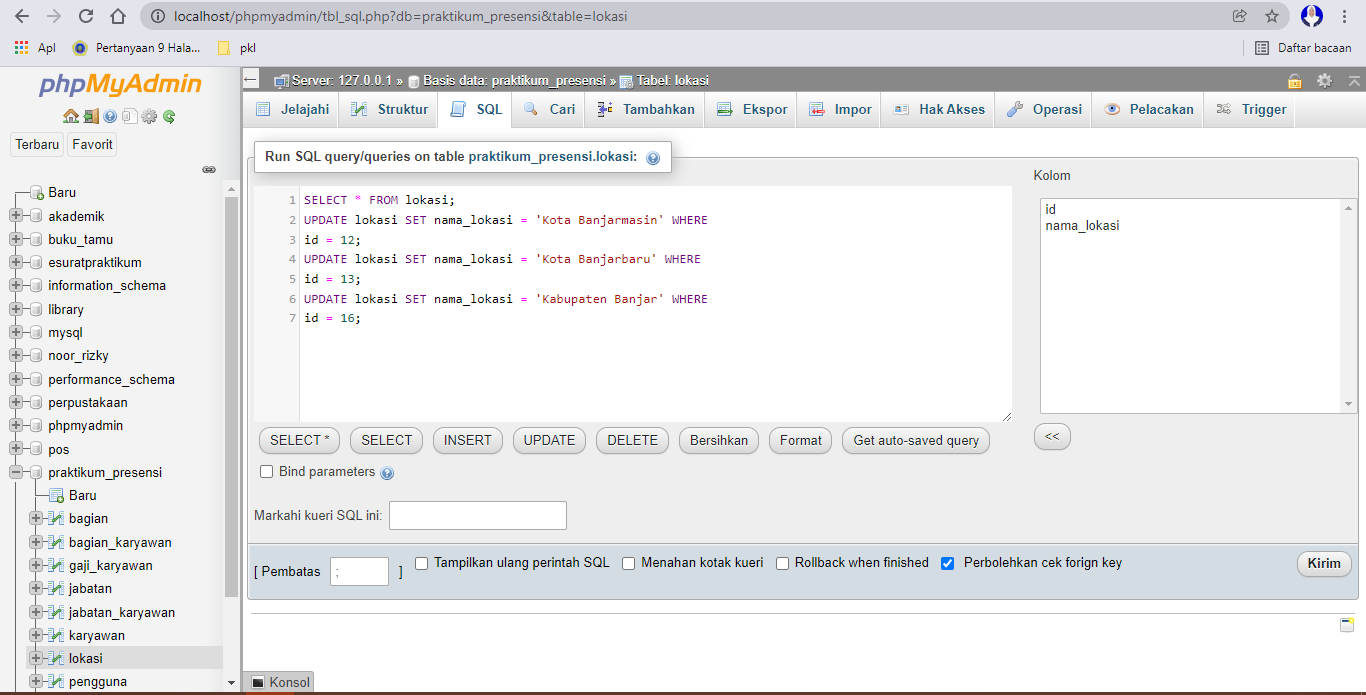 localhost/phpmyadmin/tbl_sql.php?db=praktikum_presensi&table=lokasi
Apl
Pertanyaan 9 Hala...
pkl
Daftar bacaan
phpMyAdmin
Terbaru
Favorit
Baru
akademik
buku_tamu
esuratpraktikum
information_schema
library
mysql
noor_rizky
performance_schema
perpustakaan
phpmyadmin
pos
praktikum_presensi
Baru
bagian
bagian_karyawan
gaji_karyawan
jabatan
jabatan_karyawan
karyawan
lokasi
pengguna
Server: 127.0.0.1 » Basis data: praktikum_presensi » Tabel: lokasi
Jelajahi
Struktur
SQL
Cari
Tambahkan
Ekspor
Impor
Hak Akses
Operasi
Pelacakan
Trigger
Run SQL query/queries on table praktikum_presensi.lokasi:
1 SELECT * FROM lokasi;
2 UPDATE lokasi SET nama_lokasi = 'Kota Banjarmasin' WHERE
3 id = 12;
4 UPDATE lokasi SET nama_lokasi = 'Kota Banjarbaru' WHERE
5 id = 13;
6 UPDATE lokasi SET nama_lokasi = 'Kabupaten Banjar' WHERE
7 id = 16;
Kolom
id
nama_lokasi
SELECT *
SELECT
INSERT
UPDATE
DELETE
Bersihkan
Format
Get auto-saved query
<<
Bind parameters
Markahi kueri SQL ini:
[ Pembatas ; ]
Tampilkan ulang perintah SQL
Menahan kotak kueri
Rollback when finished
Perbolehkan cek forign key
Kirim
Konsol